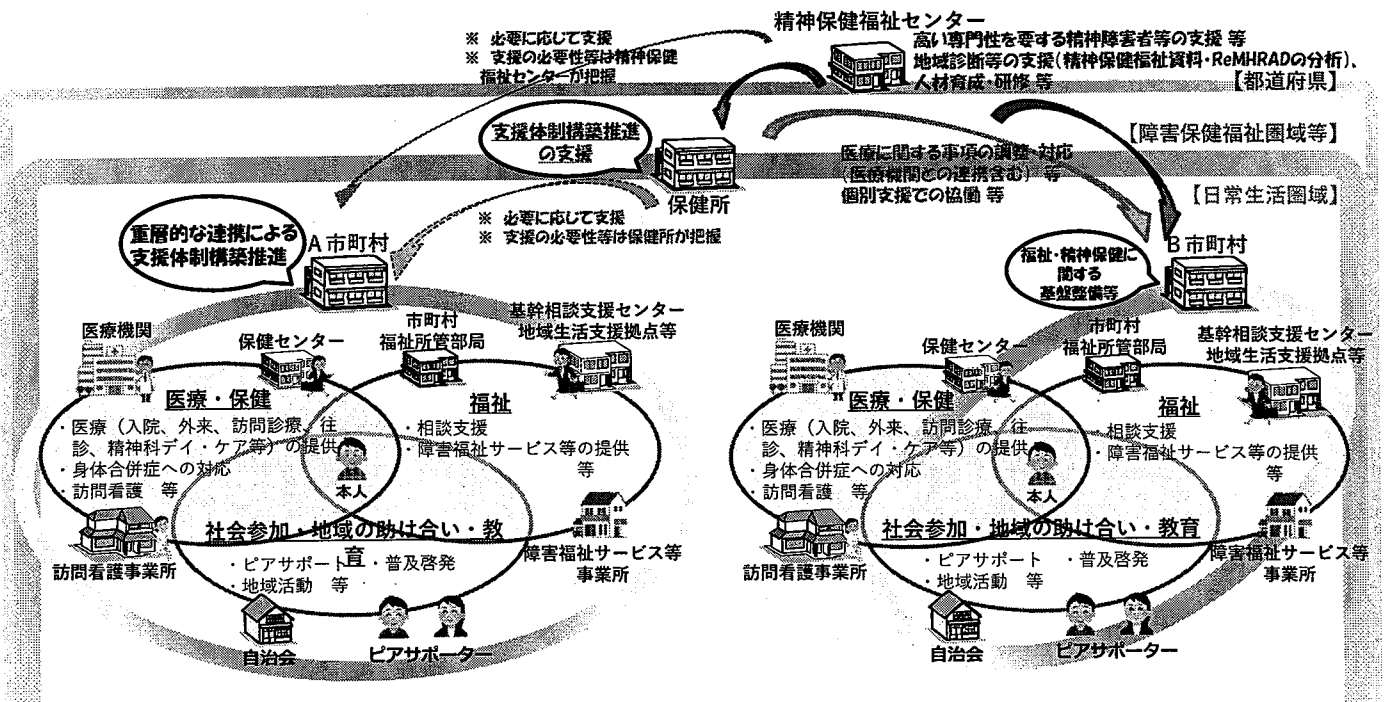 精神保健福祉センター
高い専門性を要する精神障害者等の支援 等
地域診断等の支援(精神保健福祉資料・ReMHRADの分析)、
人材育成・研修 等
【都道府県】
※ 必要に応じて支援
※ 支援の必要性等は精神保健
福祉センターが把握
【障害保健福祉圏域等】
支援体制構築推進
の支援
保健所
医療に関する事項の調整・対応
(医療機関との連携含む) 等
個別支援での協働 等
【日常生活圏域】
※ 必要に応じて支援
※ 支援の必要性等は保健所が把握
重層的な連携による
支援体制構築推進
A市町村
医療機関
保健センター
市町村
福祉所管部局
基幹相談支援センター
地域生活支援拠点等
医療・保健
・医療(入院、外来、訪問診療、往
診、精神科デイ・ケア等)の提供
・身体合併症への対応
・訪問看護 等
福祉
・相談支援
・障害福祉サービス等の提供
等
本人
社会参加・地域の助け合い・教
育
・ピアサポート ・普及啓発
・地域活動 等
訪問看護事業所
障害福祉サービス等
事業所
自治会
ピアサポーター
福祉・精神保健に
関する
基盤整備等
B市町村
医療機関
保健センター
市町村
福祉所管部局
基幹相談支援センター
地域生活支援拠点等
医療・保健
・医療(入院、外来、訪問診療、往
診、精神科デイ・ケア等)の提供
・身体合併症への対応
・訪問看護 等
福祉
・相談支援
・障害福祉サービス等の提供
等
本人
社会参加・地域の助け合い・教育
・ピアサポート ・普及啓発
・地域活動 等
訪問看護事業所
障害福祉サービス等
事業所
自治会
ピアサポーター